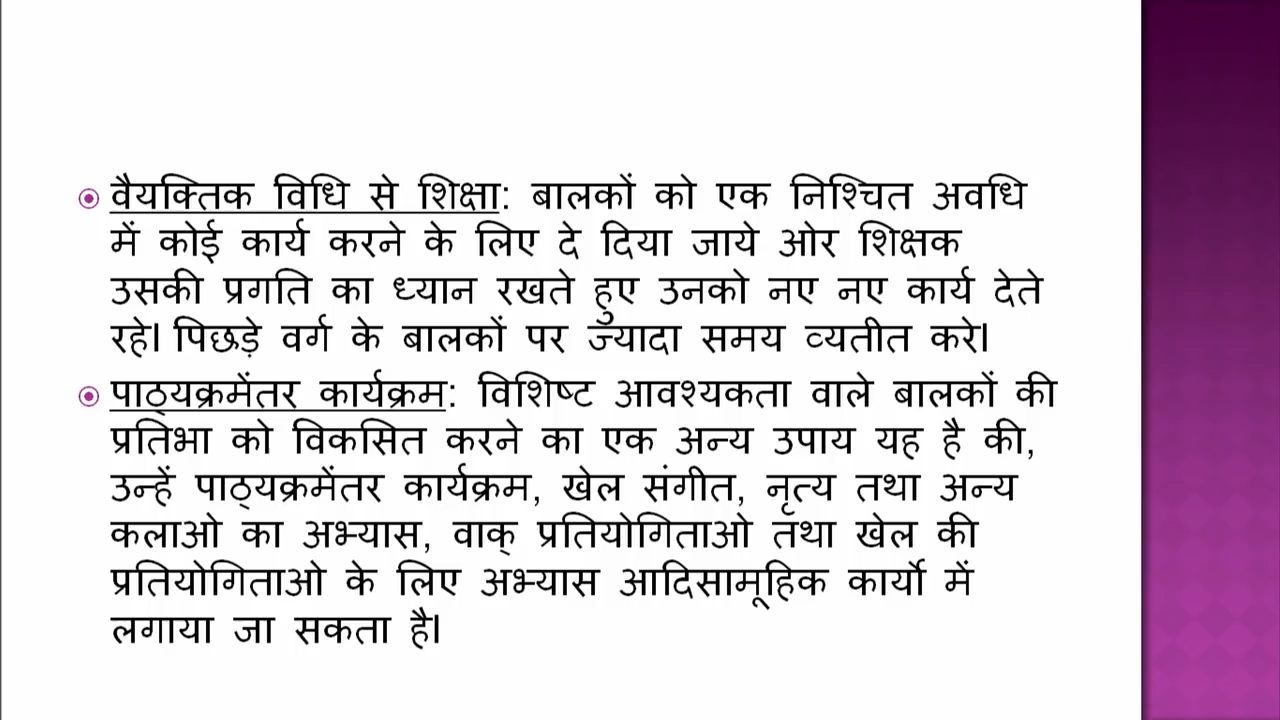 वैयक्तिक विधि से शिक्षा: बालकों को एक निश्चित अवधि
में कोई कार्य करने के लिए दे दिया जाये ओर शिक्षक
उसकी प्रगति का ध्यान रखते हुए उनको नए नए कार्य देते
रहे। पिछड़े वर्ग के बालकों पर ज्यादा समय व्यतीत करे।
पाठ्यक्रमेंतर कार्यक्रम: विशिष्ट आवश्यकता वाले बालकों की
प्रतिभा को विकसित करने का एक अन्य उपाय यह है की,
उन्हें पाठ्यक्रमेंतर कार्यक्रम, खेल संगीत, नृत्य तथा अन्य
कलाओ का अभ्यास, वाक् प्रतियोगिताओ तथा खेल की
प्रतियोगिताओ के लिए अभ्यास आदिसामूहिक कार्यो में
लगाया जा सकता है।